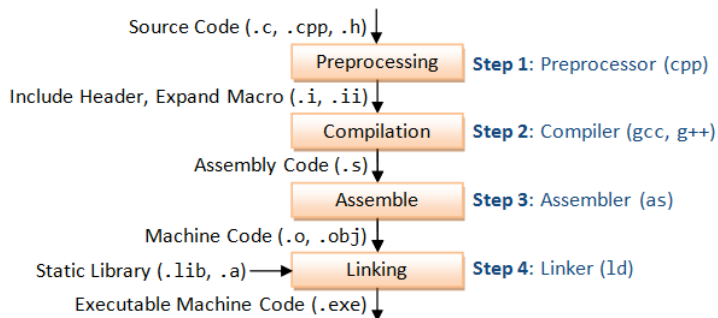 Source Code (.c, .cpp, .h)
Preprocessing
Step 1: Preprocessor (cpp)
Include Header, Expand Macro (.i, .ii)
Compilation
Step 2: Compiler (gcc, g++)
Assembly Code (.s)
Assemble
Step 3: Assembler (as)
Machine Code (.o, .obj)
Static Library (.lib, .a)
Linking
Step 4: Linker (ld)
Executable Machine Code (.exe)